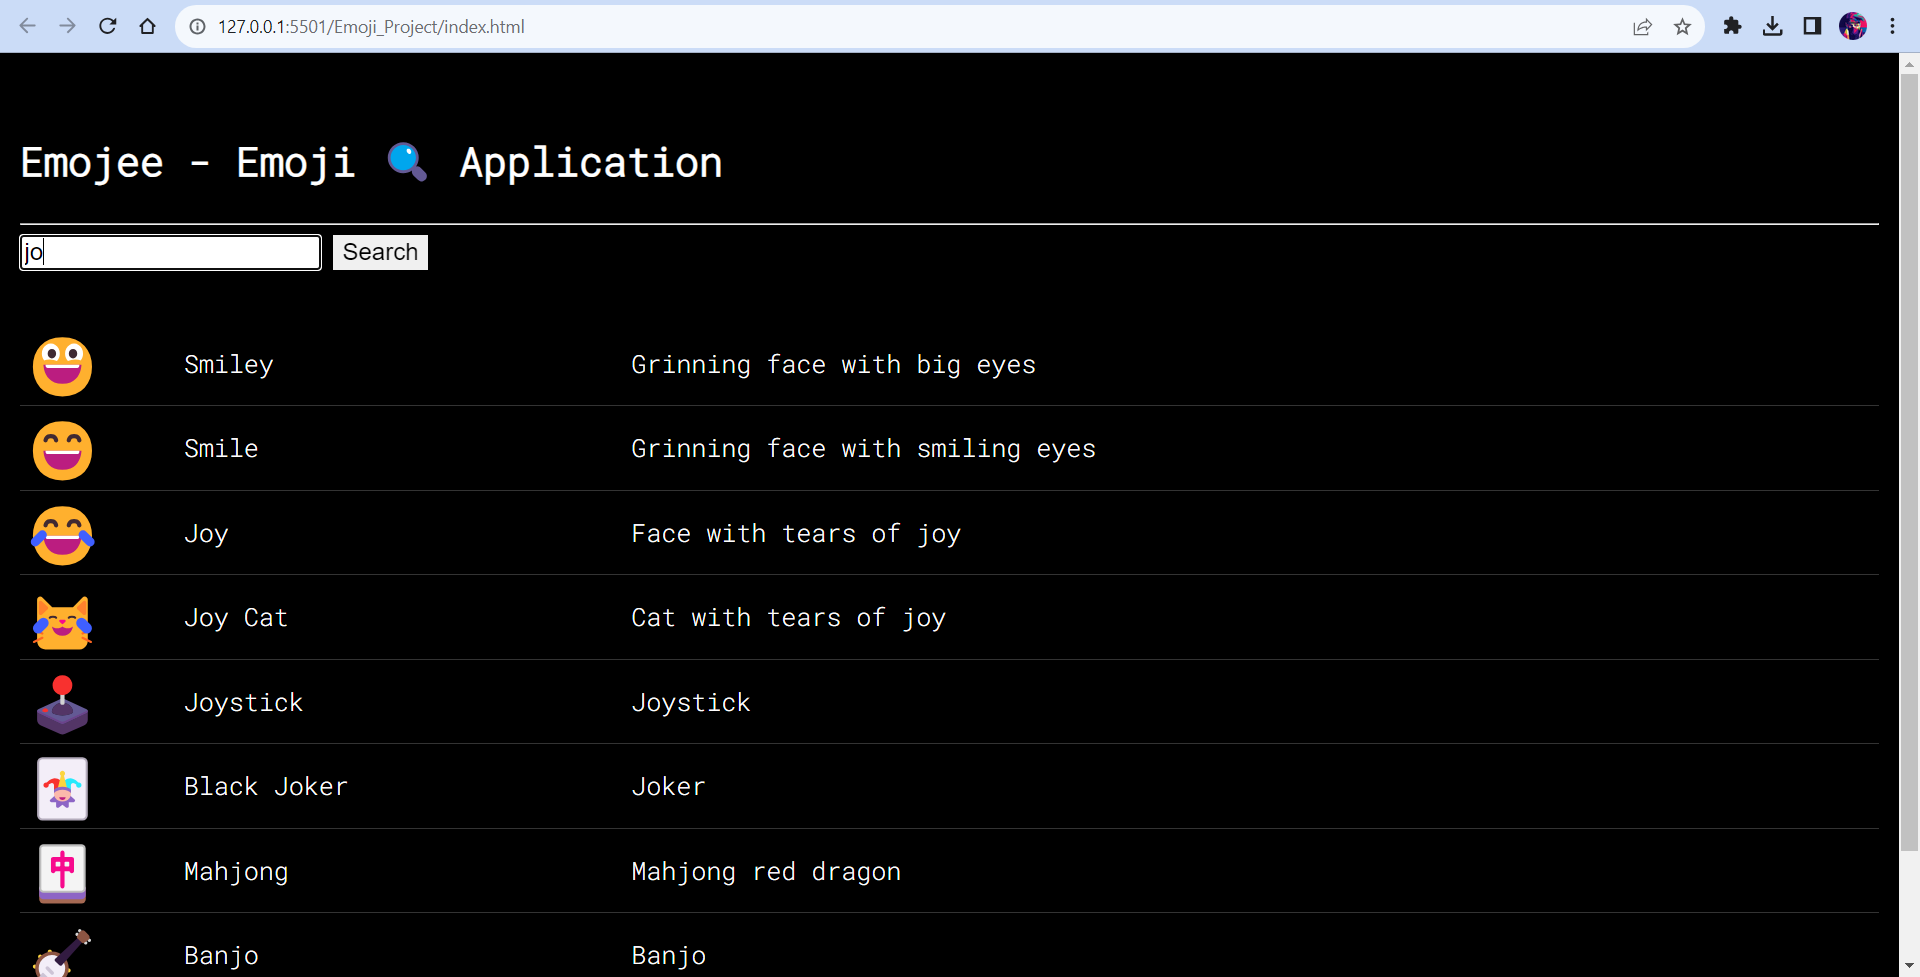 127.0.0.1:5501/Emoji_Project/index.html
Emojee - Emoji 🔍 Application
jo Search
Smiley Grinning face with big eyes
Smile Grinning face with smiling eyes
Joy Face with tears of joy
Joy Cat Cat with tears of joy
Joystick Joystick
Black Joker Joker
中 Mahjong Mahjong red dragon
Banjo Banjo